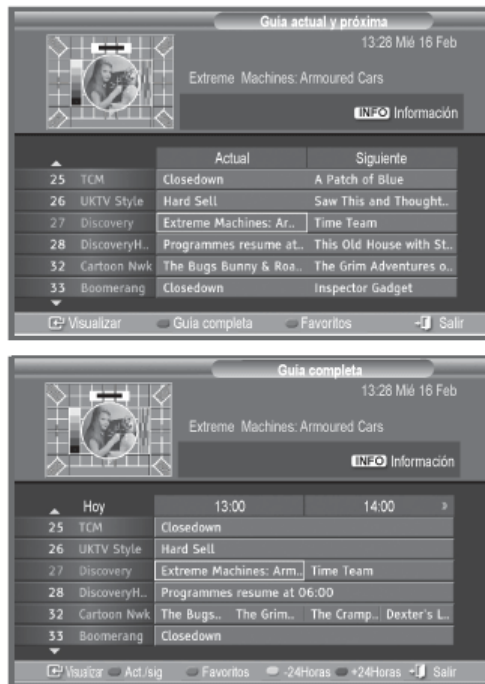 Guía actual y próxima
13:28 Mié 16 Feb
Extreme Machines: Armoured Cars
INFO Información
Actual Siguiente
25 TCM Closedown A Patch of Blue
26 UKTV Style Hard Sell Saw This and Thought..
27 Discovery Extreme Machines: Ar.. Time Team
28 DiscoveryH.. Programmes resume at.. This Old House with St..
32 Cartoon Nwk The Bugs Bunny & Roa.. The Grim Adventures o..
33 Boomerang Closedown Inspector Gadget
Visualizar Guía completa Favoritos Salir
Guía completa
13:28 Mié 16 Feb
Extreme Machines: Armoured Cars
INFO Información
Hoy 13:00 14:00 »
25 TCM Closedown
26 UKTV Style Hard Sell
27 Discovery Extreme Machines: Arm.. Time Team
28 DiscoveryH.. Programmes resume at 06:00
32 Cartoon Nwk The Bugs.. The Grim.. The Cramp.. Dexter's L..
33 Boomerang Closedown
Visualizar Act./sig Favoritos -24Horas +24Horas Salir